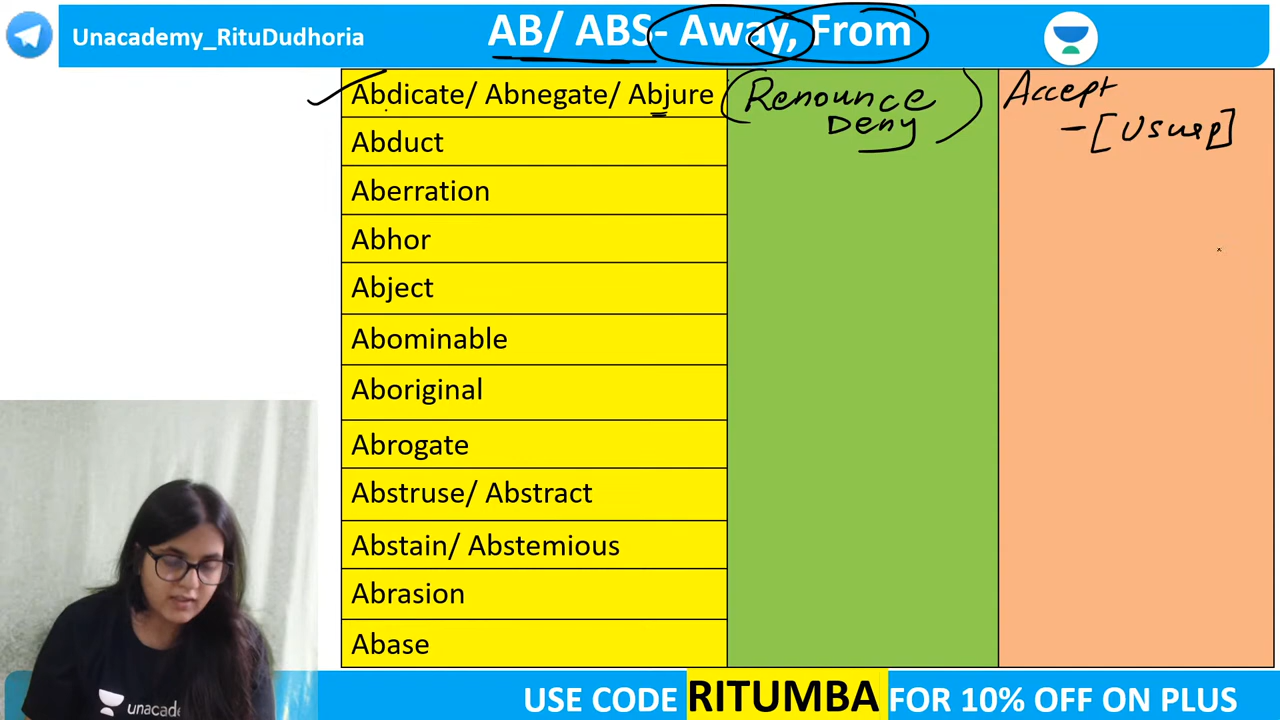 Unacademy_RituDudhoria
AB/ ABS- Away, From
Abdicate/ Abnegate/ Abjure
Renounce
Deny
Accept
- [Usurp]
Abduct
Aberration
Abhor
Abject
Abominable
Aboriginal
Abrogate
Abstruse/ Abstract
Abstain/ Abstemious
Abrasion
Abase
unacade
USE CODE RITUMBA FOR 10% OFF ON PLUS